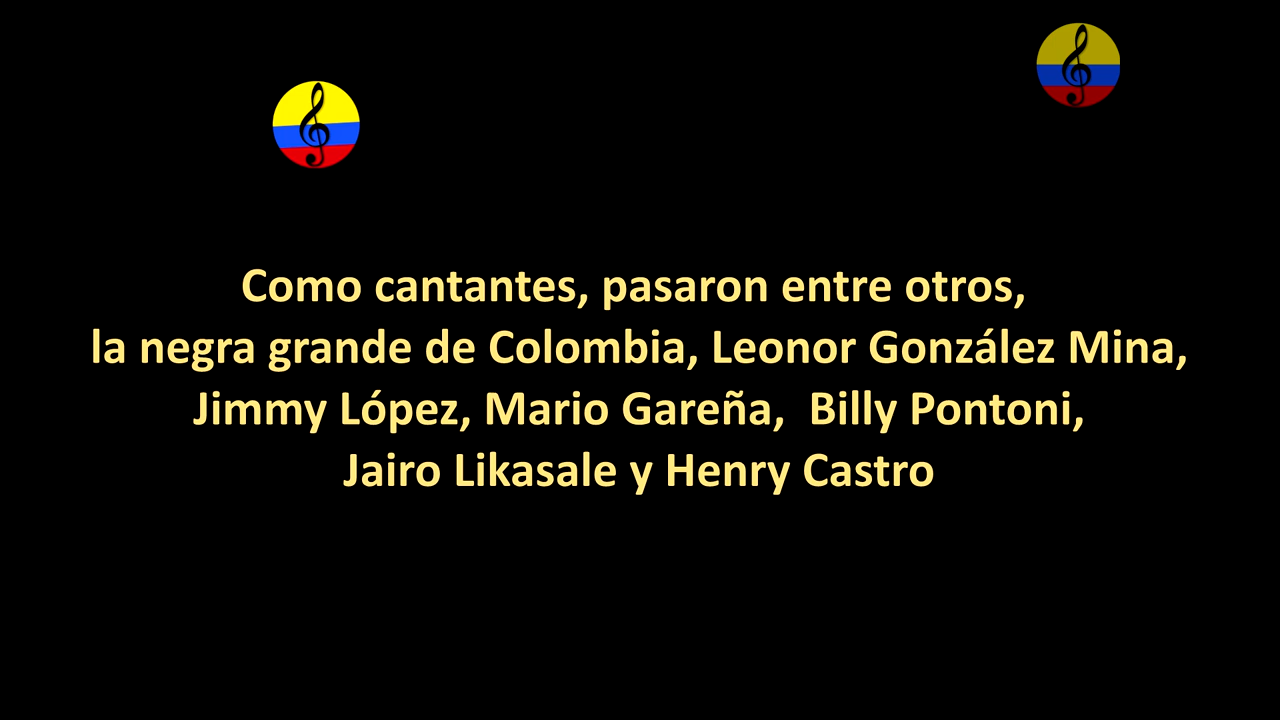 Como cantantes, pasaron entre otros,
la negra grande de Colombia, Leonor González Mina,
Jimmy López, Mario Gareña,  Billy Pontoni,
Jairo Likasale y Henry Castro